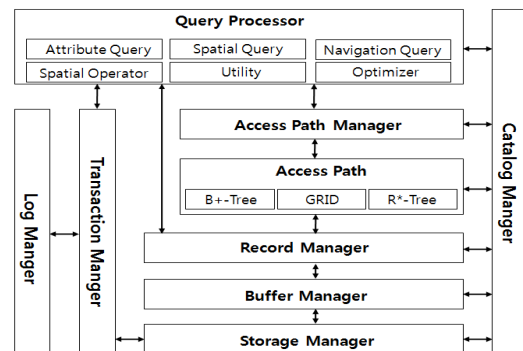 Query Processor
Attribute Query
Spatial Query
Navigation Query
Spatial Operator
Utility
Optimizer
Access Path Manager
Access Path
B+-Tree
GRID
R*-Tree
Record Manager
Buffer Manager
Storage Manager
Log Manger
Transaction Manger
Catalog Manger